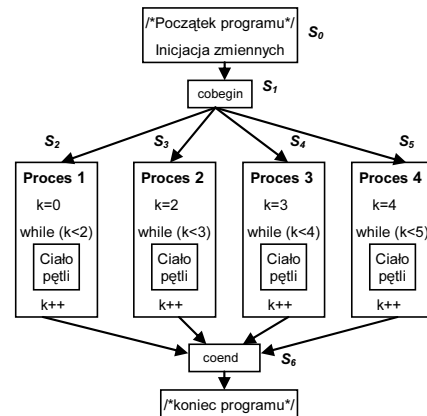 /*Początek programu*/
Inicjacja zmiennych
S0
cobegin
S1
S2
S3
S4
S5
Proces 1
k=0
while (k<2)
Ciało
pętli
k++
Proces 2
k=2
while (k<3)
Ciało
pętli
k++
Proces 3
k=3
while (k<4)
Ciało
pętli
k++
Proces 4
k=4
while (k<5)
Ciało
pętli
k++
coend
S6
/*koniec programu*/